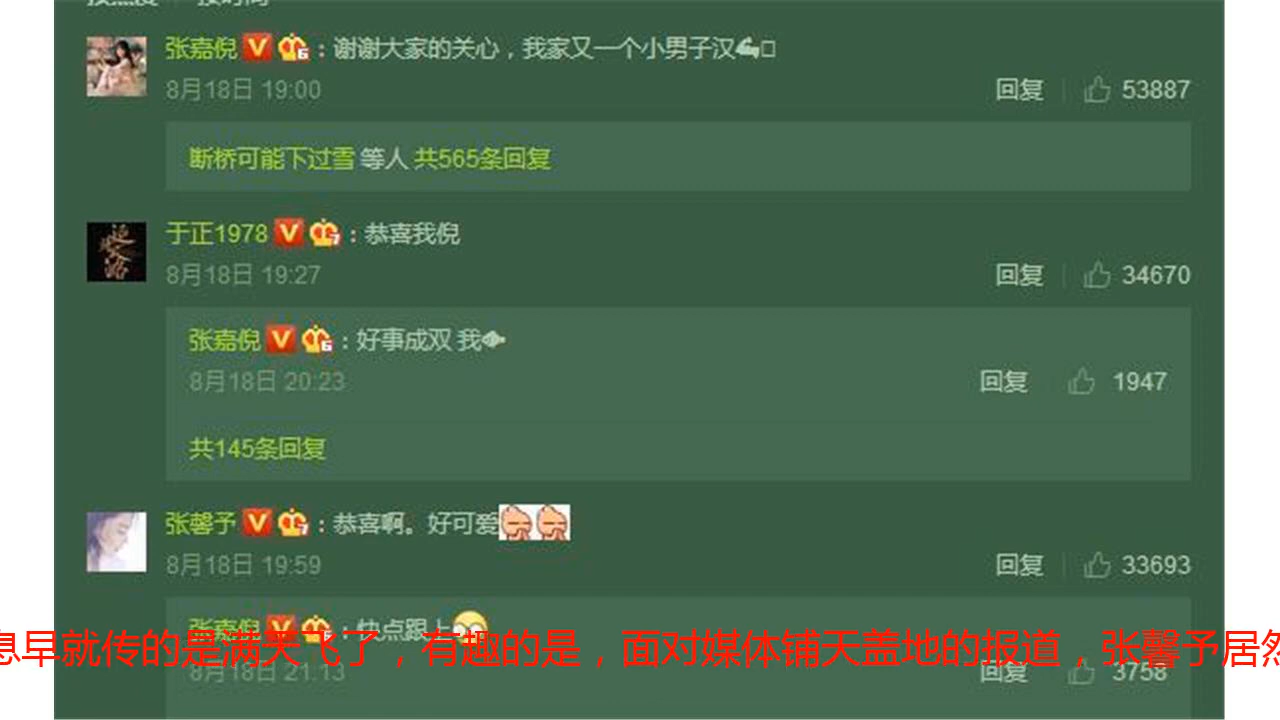 张嘉倪：谢谢大家的关心，我家又一个小男子汉
8月18日 19:00 回复 53887
断桥可能下过雪 等人 共565条回复
于正1978：恭喜我倪
8月18日 19:27 回复 34670
张嘉倪：好事成双 我
8月18日 20:23 回复 1947
共145条回复
张馨予：恭喜啊。好可爱
8月18日 19:59 回复 33693
张嘉倪：快点跟上
息早就传的是满天飞了，有趣的是，面对媒体铺天盖地的报道，张馨予居然
8月18日 21:13 回复 3758